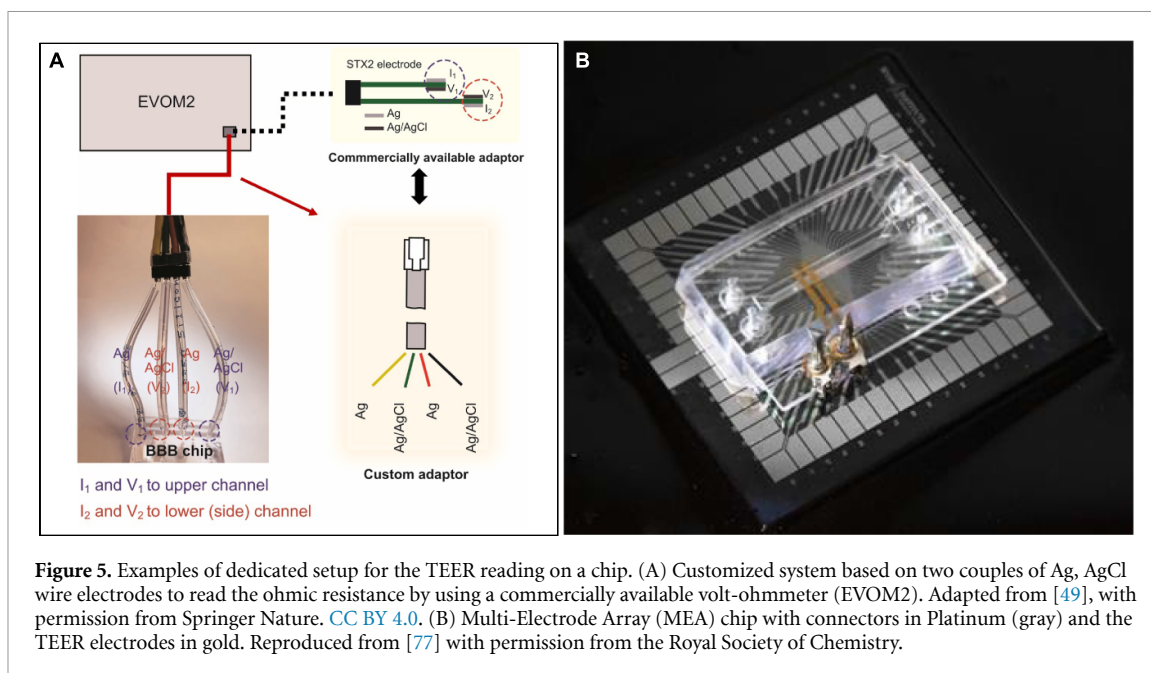 A
EVOM2
STX2 electrode
I1
V1
V2
I2
Ag
Ag/AgCl
Commmercially available adaptor
Ag Ag/ Ag Ag/
AgCl AgCl
(I1) (V2) (I2) (V1)
BBB chip
Ag
Ag/AgCl
Ag
Ag/AgCl
Custom adaptor
I1 and V1 to upper channel
I2 and V2 to lower (side) channel
B
Figure 5. Examples of dedicated setup for the TEER reading on a chip. (A) Customized system based on two couples of Ag, AgCl
wire electrodes to read the ohmic resistance by using a commercially available volt-ohmmeter (EVOM2). Adapted from [49], with
permission from Springer Nature. CC BY 4.0. (B) Multi-Electrode Array (MEA) chip with connectors in Platinum (gray) and the
TEER electrodes in gold. Reproduced from [77] with permission from the Royal Society of Chemistry.